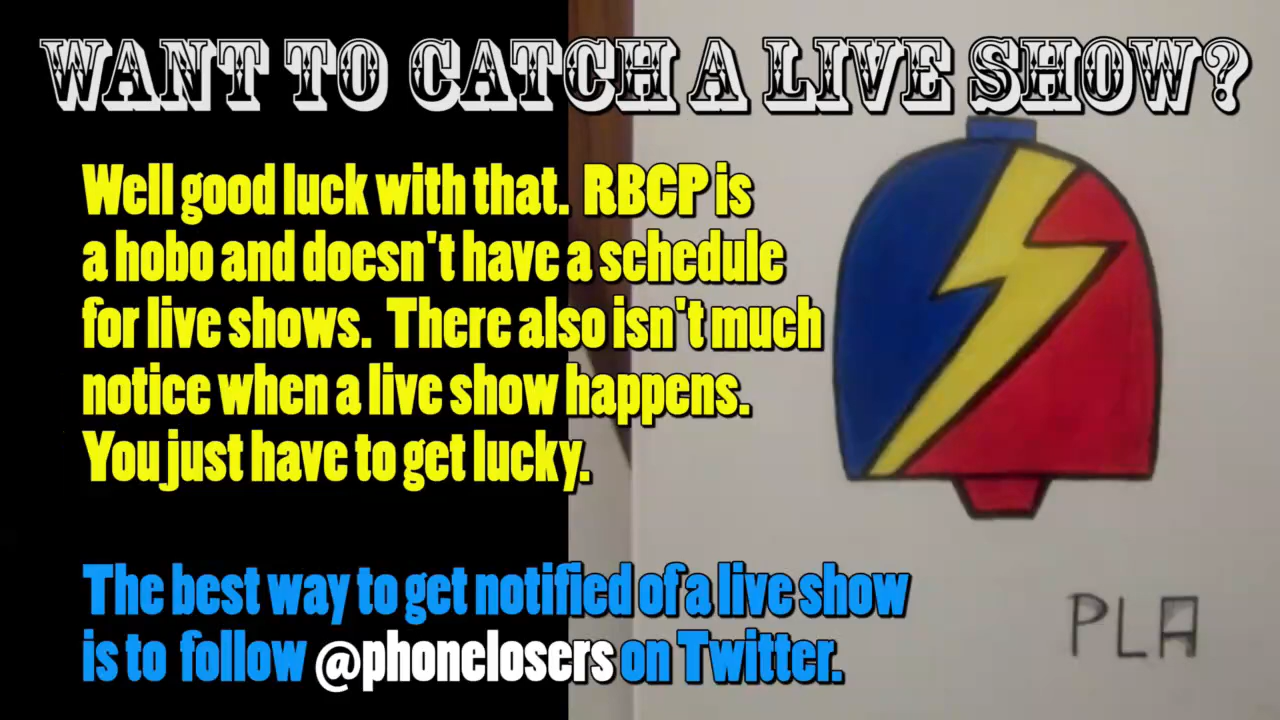 WANT TO CATCH A LIVE SHOW?
Well good luck with that. RBCP is
a hobo and doesn't have a schedule
for live shows. There also isn't much
notice when a live show happens.
You just have to get lucky.
The best way to get notified of a live show
is to follow @phonelosers on Twitter.
PLA